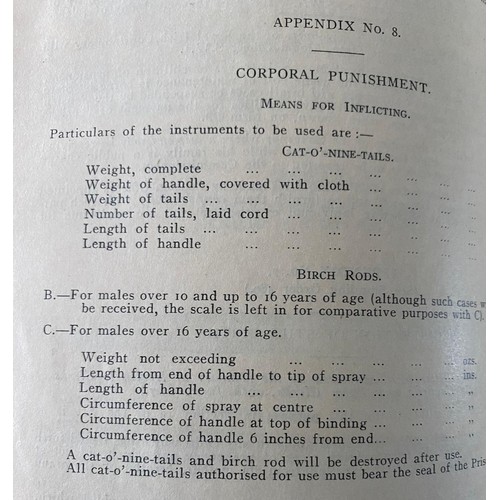 APPENDIX No. 8.
CORPORAL PUNISHMENT.
MEANS FOR INFLICTING.
Particulars of the instruments to be used are :—
CAT-O'-NINE-TAILS.
Weight, complete ... ... ... ... ... ...
Weight of handle, covered with cloth ... ... ... ...
Weight of tails ... ... ... ... ... ... ...
Number of tails, laid cord ... ... ... ... ... ...
Length of tails ... ... ... ... ... ... ...
Length of handle ... ... ... ... ... ...
BIRCH RODS.
B.—For males over 10 and up to 16 years of age (although such cases
be received, the scale is left in for comparative purposes with C).
C.—For males over 16 years of age.
Weight not exceeding ... ... ... ... ozs.
Length from end of handle to tip of spray ... ... ... ins.
Length of handle ... ... ... ... ... "
Circumference of spray at centre ... ... ... ... "
Circumference of handle at top of binding ... ... ... "
Circumference of handle 6 inches from end... ... ... "
A cat-o'-nine-tails and birch rod will be destroyed after use.
All cat-o'-nine-tails authorised for use must bear the seal of the